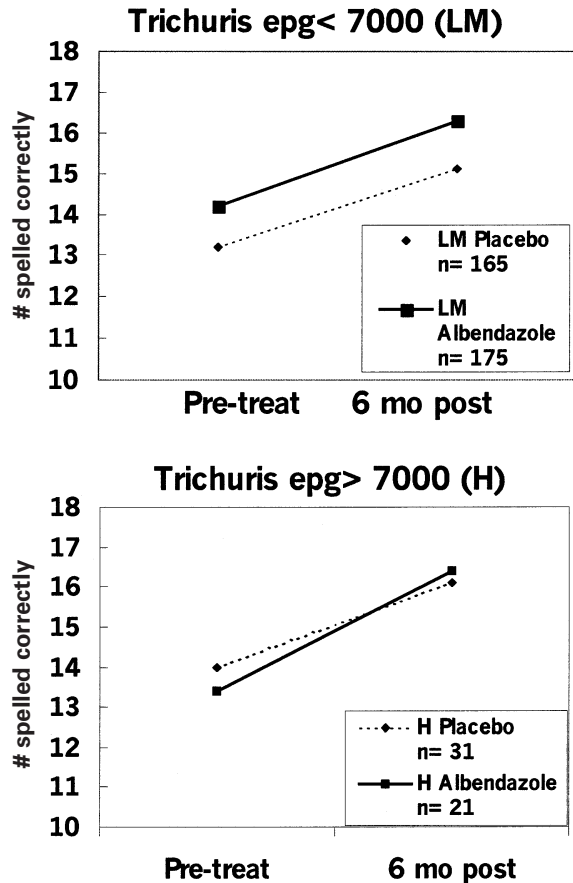 Trichuris epg< 7000 (LM)
# spelled correctly
18
17
16
15
14
13
12
11
10
LM Placebo
n= 165
LM
Albendazole
n= 175
Pre-treat 6 mo post
Trichuris epg> 7000 (H)
# spelled correctly
18
17
16
15
14
13
12
11
10
H Placebo
n= 31
H Albendazole
n= 21
Pre-treat 6 mo post